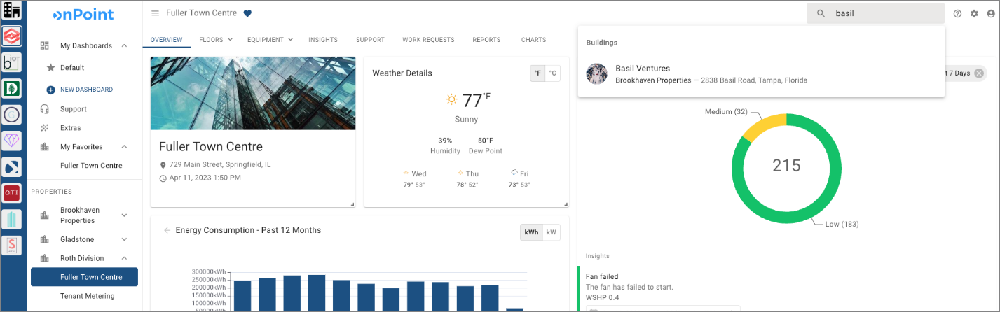 onPoint
Fuller Town Centre
basil
My Dashboards
Default
NEW DASHBOARD
Support
Extras
My Favorites
Fuller Town Centre
PROPERTIES
Brookhaven
Properties
Gladstone
Roth Division
Fuller Town Centre
Tenant Metering
b IOT
G
OTI
S
OVERVIEW FLOORS EQUIPMENT INSIGHTS SUPPORT WORK REQUESTS REPORTS CHARTS
Fuller Town Centre
729 Main Street, Springfield, IL
Apr 11, 2023 1:50 PM
Weather Details
°F °C
77°F
Sunny
39% 50°F
Humidity Dew Point
Wed Thu Fri
79° 53° 78° 52° 73° 53°
Energy Consumption - Past 12 Months
kWh kW
300000kWh
250000kWh
200000kWh
150000kWh
100000kWh
50000kWh
Buildings
Basil Ventures
Brookhaven Properties — 2838 Basil Road, Tampa, Florida
t 7 Days
Medium (32)
215
Low (183)
Insights
Fan failed
The fan has failed to start.
WSHP 0.4